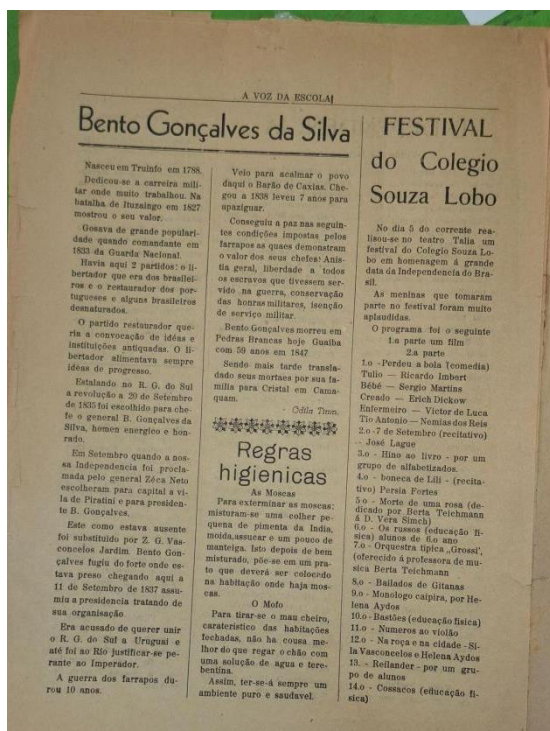 A VOZ DA ESCOLA
Bento Gonçalves da Silva
Nasceu em Truinfo em 1788.
Dedicou-se a carreira mili-
tar onde muito trabalhou. Na
batalha de Ituzaingo em 1827
mostrou o seu valor.
Gosava de grande populari-
dade quando comandante em
1833 da Guarda Nacional.
Havia aqui 2 partidos: o li-
bertador que era dos brasilei-
ros e o restaurador dos por-
tugueses e alguns brasileiros
desnaturados.
O partido restaurador que-
ria a convocação de idéas e
instituições antiquadas. O li-
bertador alimentava sempre
idéas de progresso.
Estalando no R. G. do Sul
a revolução a 20 de Setembro
de 1835 foi escolhido para che-
fe o general B. Gonçalves da
Silva, homem energico e hon-
rado.
Em Setembro quando a nos-
sa Independencia foi procla-
mada pelo general Zéca Neto
escolheram para capital a vi-
la de Piratini e para presiden-
te B. Gonçalves.
Este como estava ausente
foi substituido por Z. G. Vas-
concelos Jardim. Bento Gon-
çalves fugiu do forte onde es-
tava preso chegando aqui a
11 de Setembro de 1837 assu-
miu a presidencia tratando de
sua organisação.
Era acusado de querer unir
o R. G. do Sul a Uruguai e
até foi ao Rio justificar-se pe-
rante ao Imperador.
A guerra dos farrapos du-
rou 10 anos.
Veio para acalmar o povo
daqui o Barão de Caxias. Che-
gou a 1838 leveu 7 anos para
apaziguar.
Conseguiu a paz nas seguin-
tes condições impostas pelos
farrapos as quaes demonstram
o valor dos seus chefes: Anis-
tia geral, liberdade a todos
os escravos que tivessem ser-
vido na guerra, conservação
das honras militares, isenção
de serviço militar.
Bento Gonçalves morreu em
Pedras Brancas hoje Guaiba
com 59 anos em 1847
Sendo mais tarde transla-
dado seus mortaes por sua fa-
milia para Cristal em Cama-
quam.
Odila Timm.
Regras
higienicas
As Moscas
Para exterminar as moscas:
misturam-se uma colher pe-
quena de pimenta da India,
moida, assucar e um pouco de
manteiga. Isto depois de bem
misturado, põe-se em um pra-
to que deverá ser colocado
na habitação onde haja mos-
cas.
O Mofo
Para tirar-se o mau cheiro,
carateristico das habitações
fechadas, não ha cousa me-
lhor do que regar o chão com
uma solução de agua e tere-
bentina.
Assim, ter-se-á sempre um
ambiente puro e saudavel.
FESTIVAL
do Colegio
Souza Lobo
No dia 5 do corrente rea-
lisou-se no teatro Talia um
festival do Colegio Souza Lo-
bo em homenagem á grande
data da Independencia do Bra-
sil.
As meninas que tomaram
parte no festival foram muito
aplaudidas.
O programa foi o seguinte
1.a parte um film
2.a parte
1.o - Perdeu a bola (comedia)
Tulio — Ricardo Imbert
Bébé — Sergio Martins
Creado — Erich Dickow
Enfermeiro — Victor de Luca
Tio Antonio — Nemias dos Reis
2.o - 7 de Setembro (recitativo)
- José Lague
3.o - Hino ao livro - por um
grupo de alfabetizados.
4.o - boneca de Lili - (recita-
tivo) Persia Fortes
5 o - Morte de uma rosa (de-
dicado por Berta Teichmann
á D. Vera Simch)
6.o - Os russos (educação fi-
sica) alunos de 6.o ano
7.o - Orquestra tipica „Grossi",
(oferecido á professora de mu-
sica Berta Teichmann
8.o - Bailados de Gitanas
9.o - Monologo caipira, por He-
lena Aydos
10.o - Bastões (educação fisica)
11.o - Numeros ao violão
12.o - Na roça e na cidade - Si-
la Vasconcelos e Helena Aydos
13. - Reilander - por um gru-
po de alunos
14.o - Cossacos (educação fi-
sica)